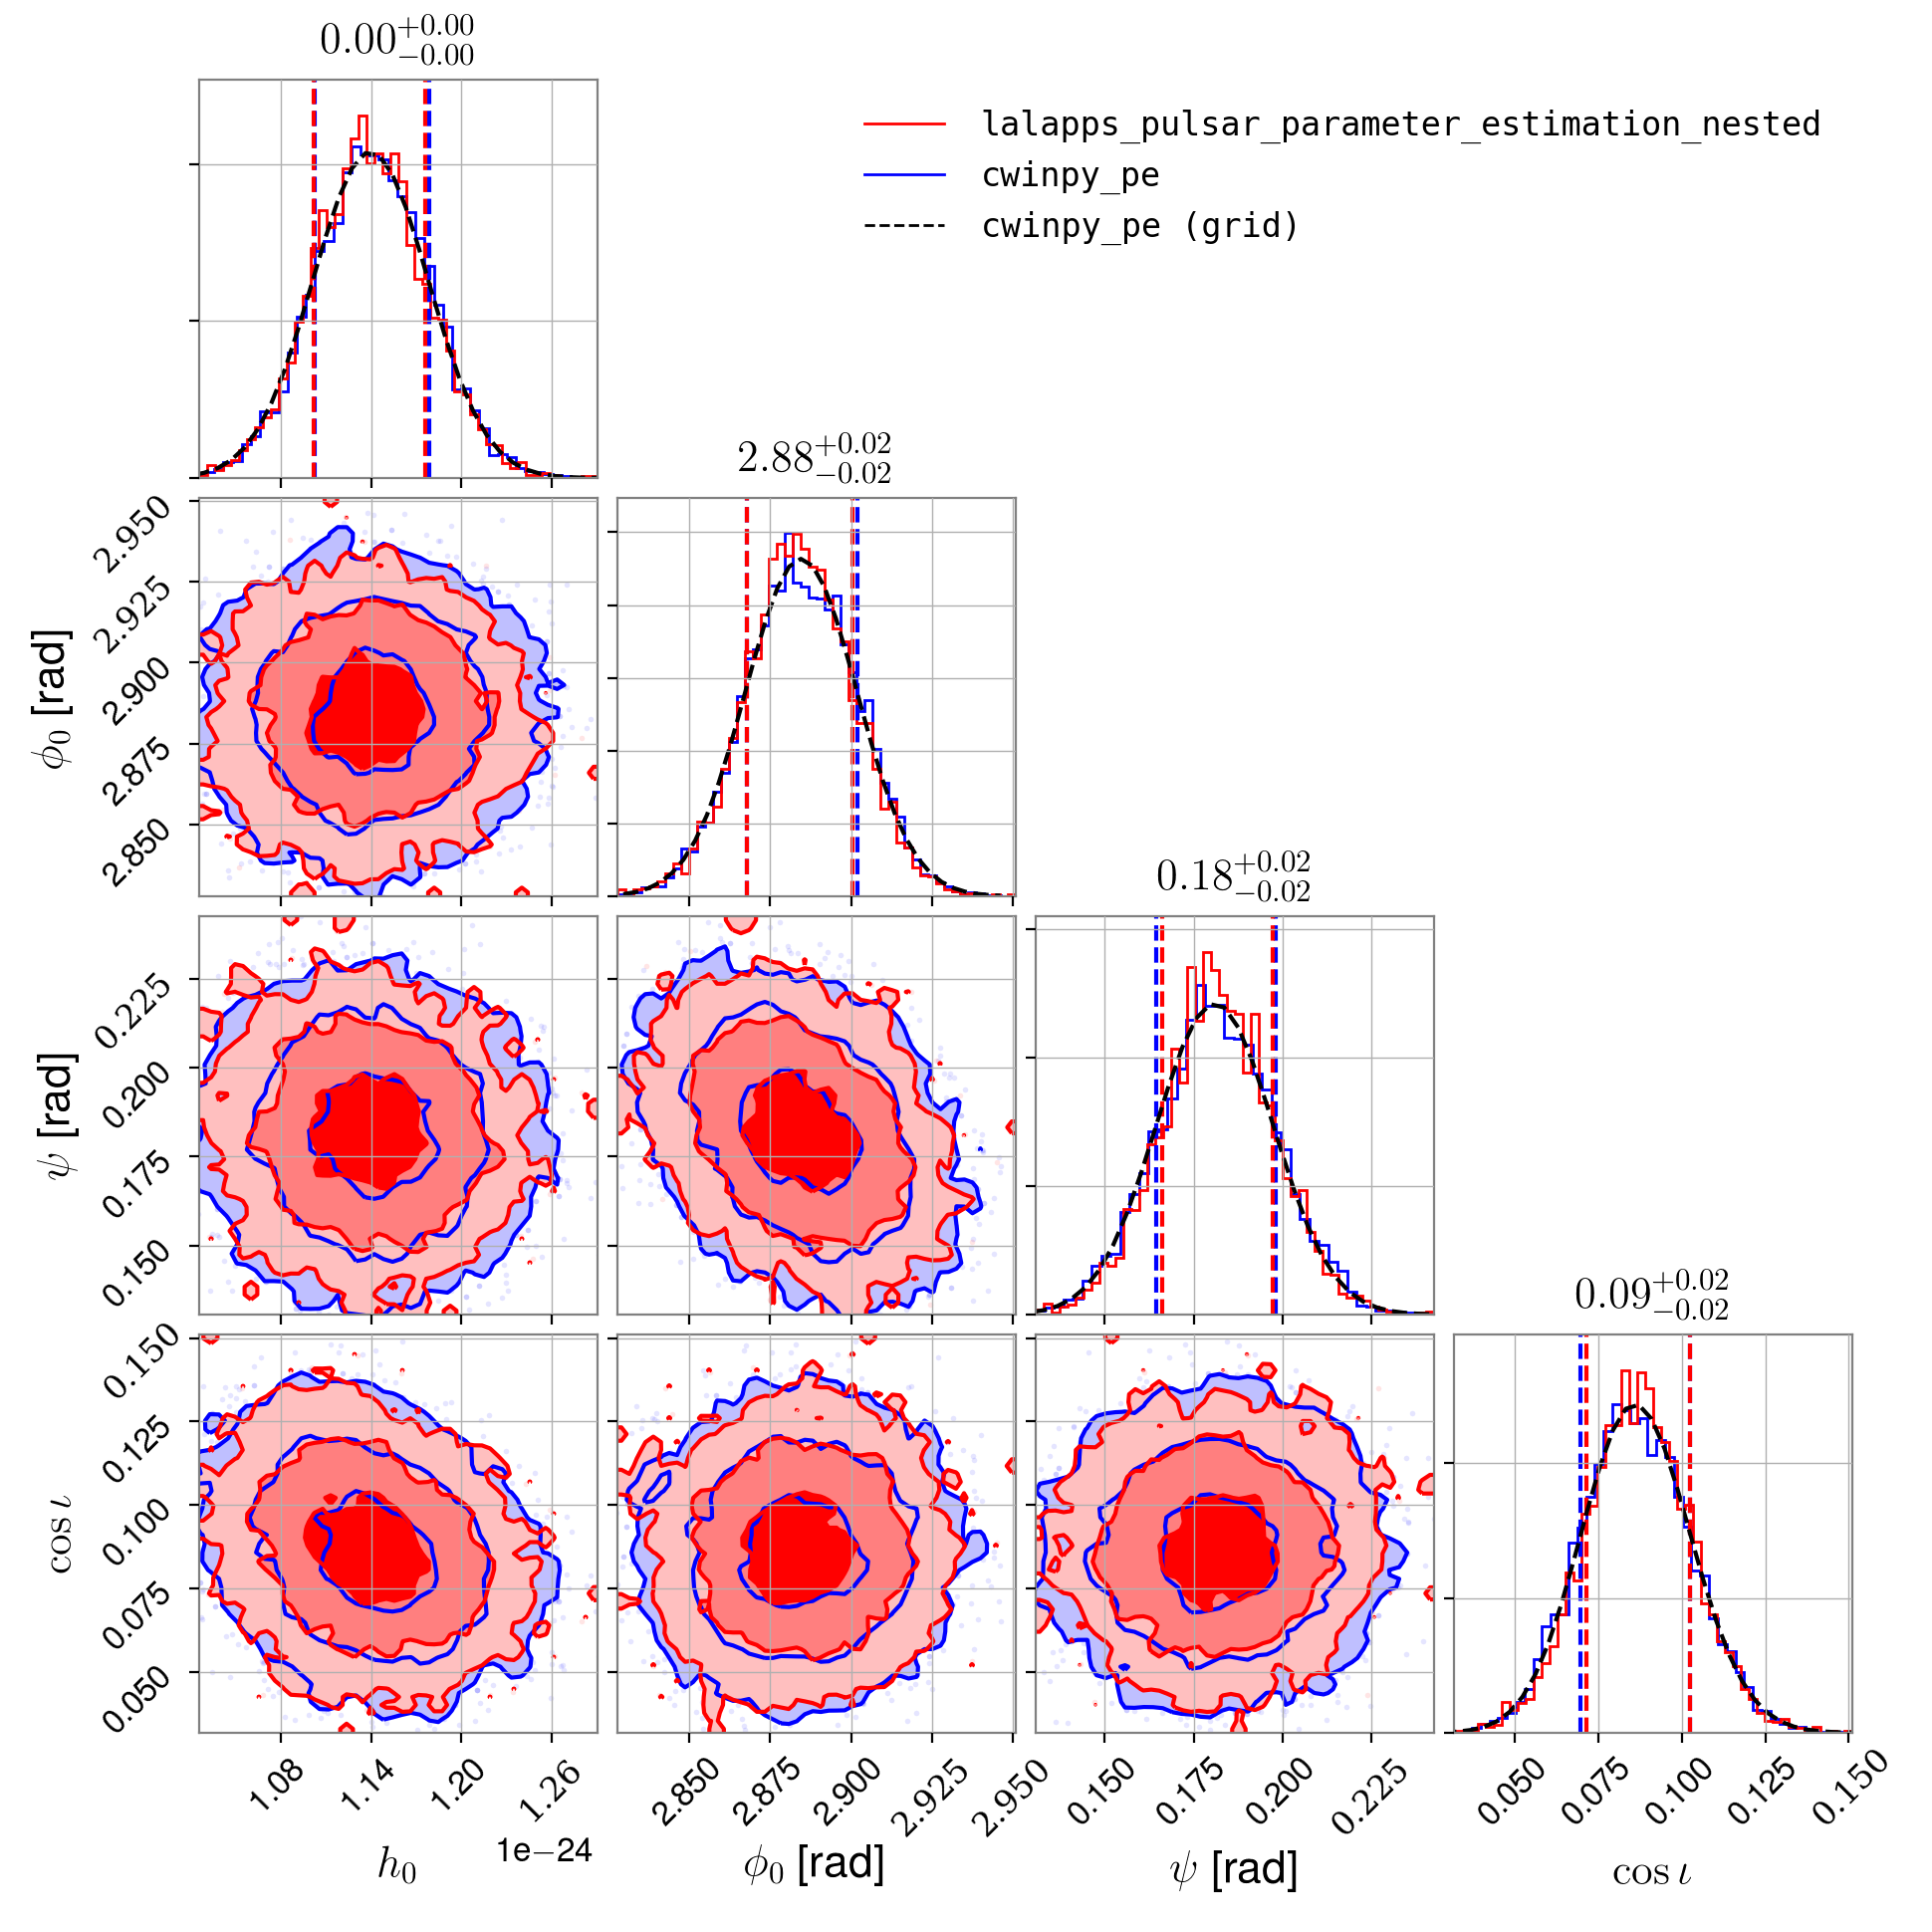 0.00+0.00−0.00
lalapps_pulsar_parameter_estimation_nested
cwinpy_pe
cwinpy_pe (grid)
2.88+0.02−0.02
2.950
2.925
2.900
2.875
2.850
ϕ0 [rad]
0.18+0.02−0.02
0.225
0.200
0.175
0.150
ψ [rad]
0.09+0.02−0.02
0.150
0.125
0.100
0.075
0.050
cos ι
1.08 1.14 1.20 1.26
2.850 2.875 2.900 2.925 2.950
0.150 0.175 0.200 0.225
0.050 0.075 0.100 0.125 0.150
1e−24
h0
ϕ0 [rad]
ψ [rad]
cos ι